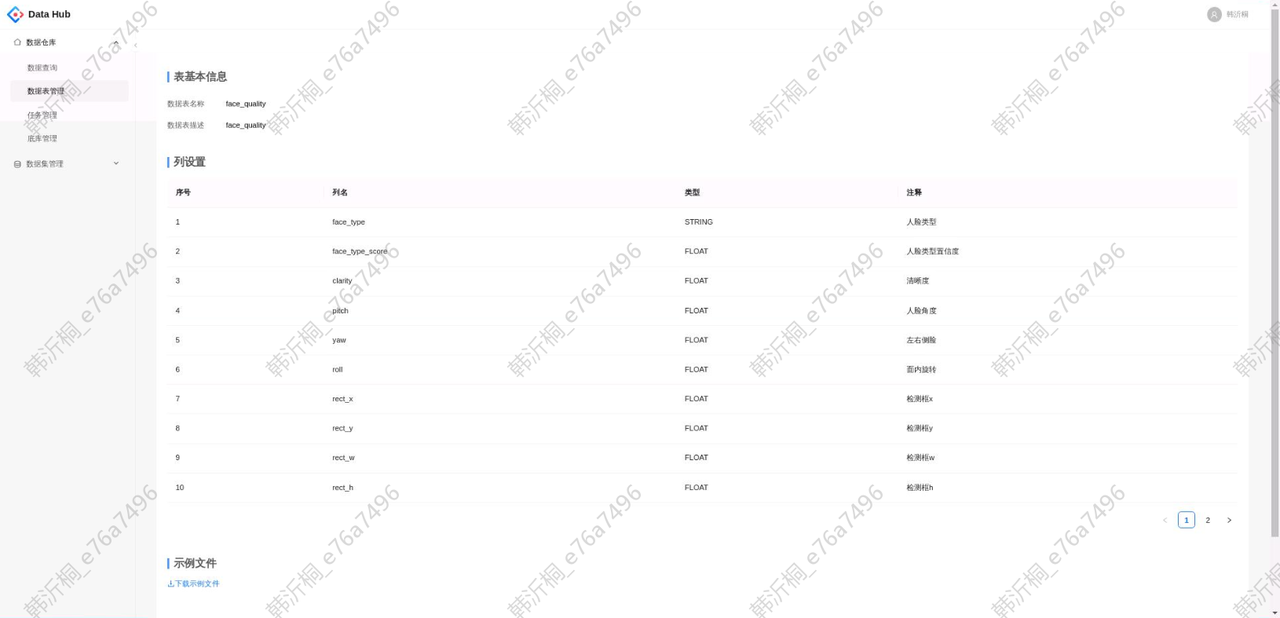 Data Hub
韩沂桐
数据仓库
数据查询
数据表管理
任务管理
底库管理
数据集管理
表基本信息
数据表名称 face_quality
数据表描述 face_quality
列设置
序号 列名 类型 注释
1 face_type STRING 人脸类型
2 face_type_score FLOAT 人脸类型置信度
3 clarity FLOAT 清晰度
4 pitch FLOAT 人脸角度
5 yaw FLOAT 左右侧脸
6 roll FLOAT 面内旋转
7 rect_x FLOAT 检测框x
8 rect_y FLOAT 检测框y
9 rect_w FLOAT 检测框w
10 rect_h FLOAT 检测框h
1 2
示例文件
下载示例文件
韩沂桐_e76a7496